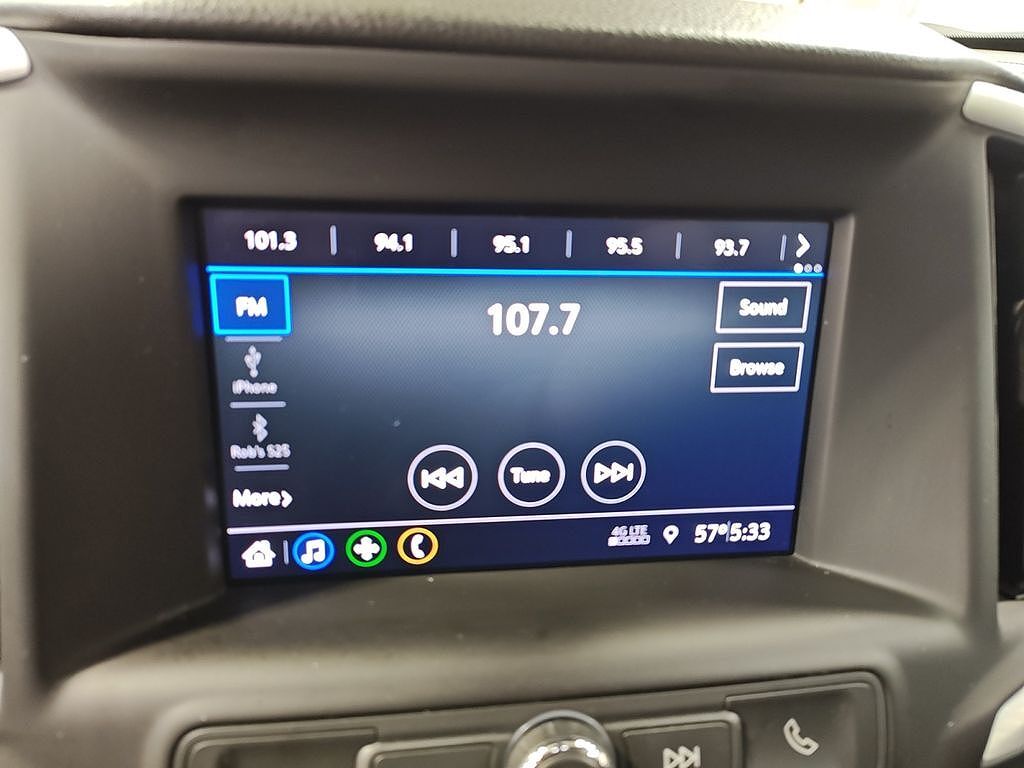 101.3 94.1 95.1 95.5 93.7
FM
107.7
Sound
iPhone
Browse
Rob's S25
More
Tune
4G LTE
57° 5:33